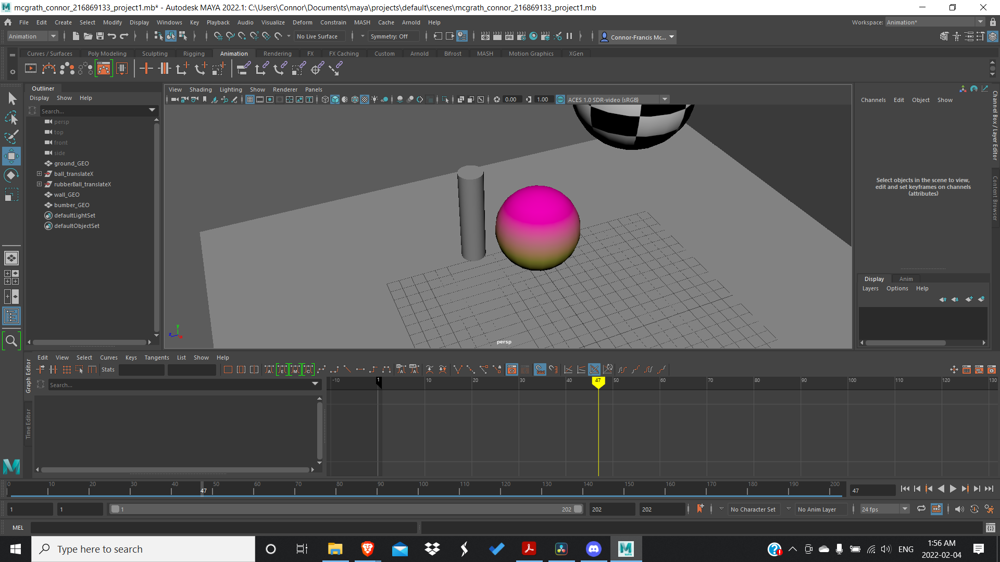 mcgrath_connor_216869133_project1.mb* - Autodesk MAYA 2022.1: C:\Users\Connor\Documents\maya\projects\default\scenes\mcgrath_connor_216869133_project1.mb
File Edit Create Select Modify Display Windows Key Playback Audio Visualize Deform Constrain MASH Cache Arnold Help
Workspace: Animation*
Animation
No Live Surface
Symmetry: Off
IPR
Connor-Francis Mc...
Curves / Surfaces Poly Modeling Sculpting Rigging Animation Rendering FX FX Caching Custom Arnold Bifrost MASH Motion Graphics XGen
Outliner
Display Show Help
Search...
persp
top
front
side
ground_GEO
ball_translateX
rubberBall_translateX
wall_GEO
bumber_GEO
defaultLightSet
defaultObjectSet
View Shading Lighting Show Renderer Panels
0.00
1.00
ON
ACES 1.0 SDR-video (sRGB)
y
z
x
persp
Channels Edit Object Show
Select objects in the scene to view,
edit and set keyframes on channels
(attributes)
Channel Box / Layer Editor
Content Browser
Display Anim
Layers Options Help
Graph Editor
Time Editor
Edit View Select Curves Keys Tangents List Show Help
Stats
Search...
-10 1 10 20 30 40 47 50 60 70 80 90 100 110 120 130
0 10 20 30 40 47 50 60 70 80 90 100 110 120 130 140 150 160 170 180 190 200
47
1
1
1
202
202
202
No Character Set
No Anim Layer
24 fps
MEL
Type here to search
MAYA
ENG
1:56 AM
2022-02-04